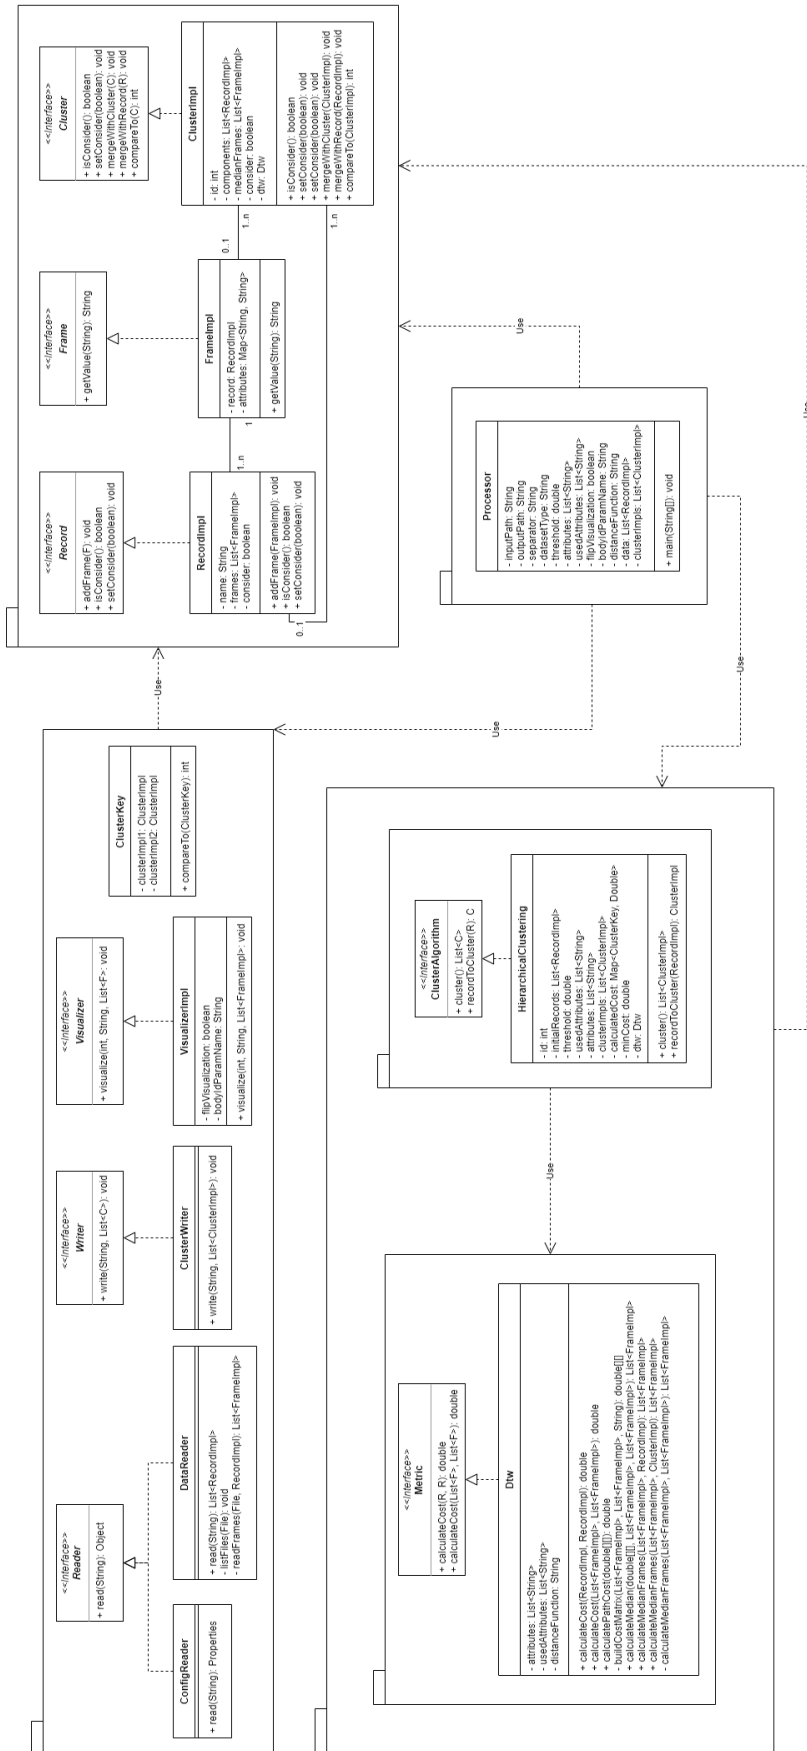 <<Interface>>
Reader
+ read(String): Object
ConfigReader
+ read(String): Properties
DataReader
+ read(String): List<RecordImpl>
- listFiles(File): void
- readFrames(File, RecordImpl): List<FrameImpl>
<<Interface>>
Writer
+ write(String, List<C>): void
ClusterWriter
+ write(String, List<ClusterImpl>): void
<<Interface>>
Visualizer
+ visualize(int, String, List<F>: void
VisualizerImpl
- flipVisualization: boolean
- bodyIdParamName: String
+ visualize(int, String, List<FrameImpl>: void
ClusterKey
- clusterImpl1: ClusterImpl
- clusterImpl2: ClusterImpl
+ compareTo(ClusterKey): int
Use
<<Interface>>
Record
+ addFrame(F): void
+ isConsider(): boolean
+ setConsider(boolean): void
RecordImpl
- name: String
- frames: List<FrameImpl>
- consider: boolean
+ addFrame(FrameImpl): void
+ isConsider(): boolean
+ setConsider(boolean): void
0..1
1..n
1
<<Interface>>
Frame
+ getValue(String): String
FrameImpl
- record: RecordImpl
- attributes: Map<String, String>
+ getValue(String): String
0..1
1..n
1..n
<<Interface>>
Cluster
+ isConsider(): boolean
+ setConsider(boolean): void
+ mergeWithCluster(C): void
+ mergeWithRecord(R): void
+ compareTo(C): int
ClusterImpl
- id: int
- components: List<RecordImpl>
- medianFrames: List<FrameImpl>
- consider: boolean
- dtw: Dtw
+ isConsider(): boolean
+ setConsider(boolean): void
+ setConsider(boolean): void
+ mergeWithCluster(ClusterImpl): void
+ mergeWithRecord(RecordImpl): void
+ compareTo(ClusterImpl): int
<<Interface>>
Metric
+ calculateCost(R, R): double
+ calculateCost(List<F>, List<F>): double
Dtw
- attributes: List<String>
- usedAttributes: List<String>
- distanceFunction: String
+ calculateCost(RecordImpl, RecordImpl): double
+ calculateCost(List<FrameImpl>, List<FrameImpl>): double
+ calculatePathCost(double[][]): double
- buildCostMatrix(List<FrameImpl>, List<FrameImpl>, String): double[][]
+ calculateMedian(double[][], List<FrameImpl>, List<FrameImpl>): List<FrameImpl>
+ calculateMedianFrames(List<FrameImpl>, RecordImpl): List<FrameImpl>
+ calculateMedianFrames(List<FrameImpl>, ClusterImpl): List<FrameImpl>
- calculateMedianFrames(List<FrameImpl>, List<FrameImpl>): List<FrameImpl>
Use
<<Interface>>
ClusterAlgorithm
+ cluster(): List<C>
+ recordToCluster(R): C
HierarchicalClustering
- id: int
- initialRecords: List<RecordImpl>
- threshold: double
- usedAttributes: List<String>
- attributes: List<String>
- clusterImpls: List<ClusterImpl>
- calculatedCost: Map<ClusterKey, Double>
- minCost: double
- dtw: Dtw
+ cluster(): List<ClusterImpl>
+ recordToCluster(RecordImpl): ClusterImpl
Use
Use
Processor
- inputPath: String
- outputPath: String
- separator: String
- datasetType: String
- threshold: double
- attributes: List<String>
- usedAttributes: List<String>
- flipVisualization: boolean
- bodyIdParamName: String
- distanceFunction: String
- data: List<RecordImpl>
- clusterImpls: List<ClusterImpl>
+ main(String[]): void
Use